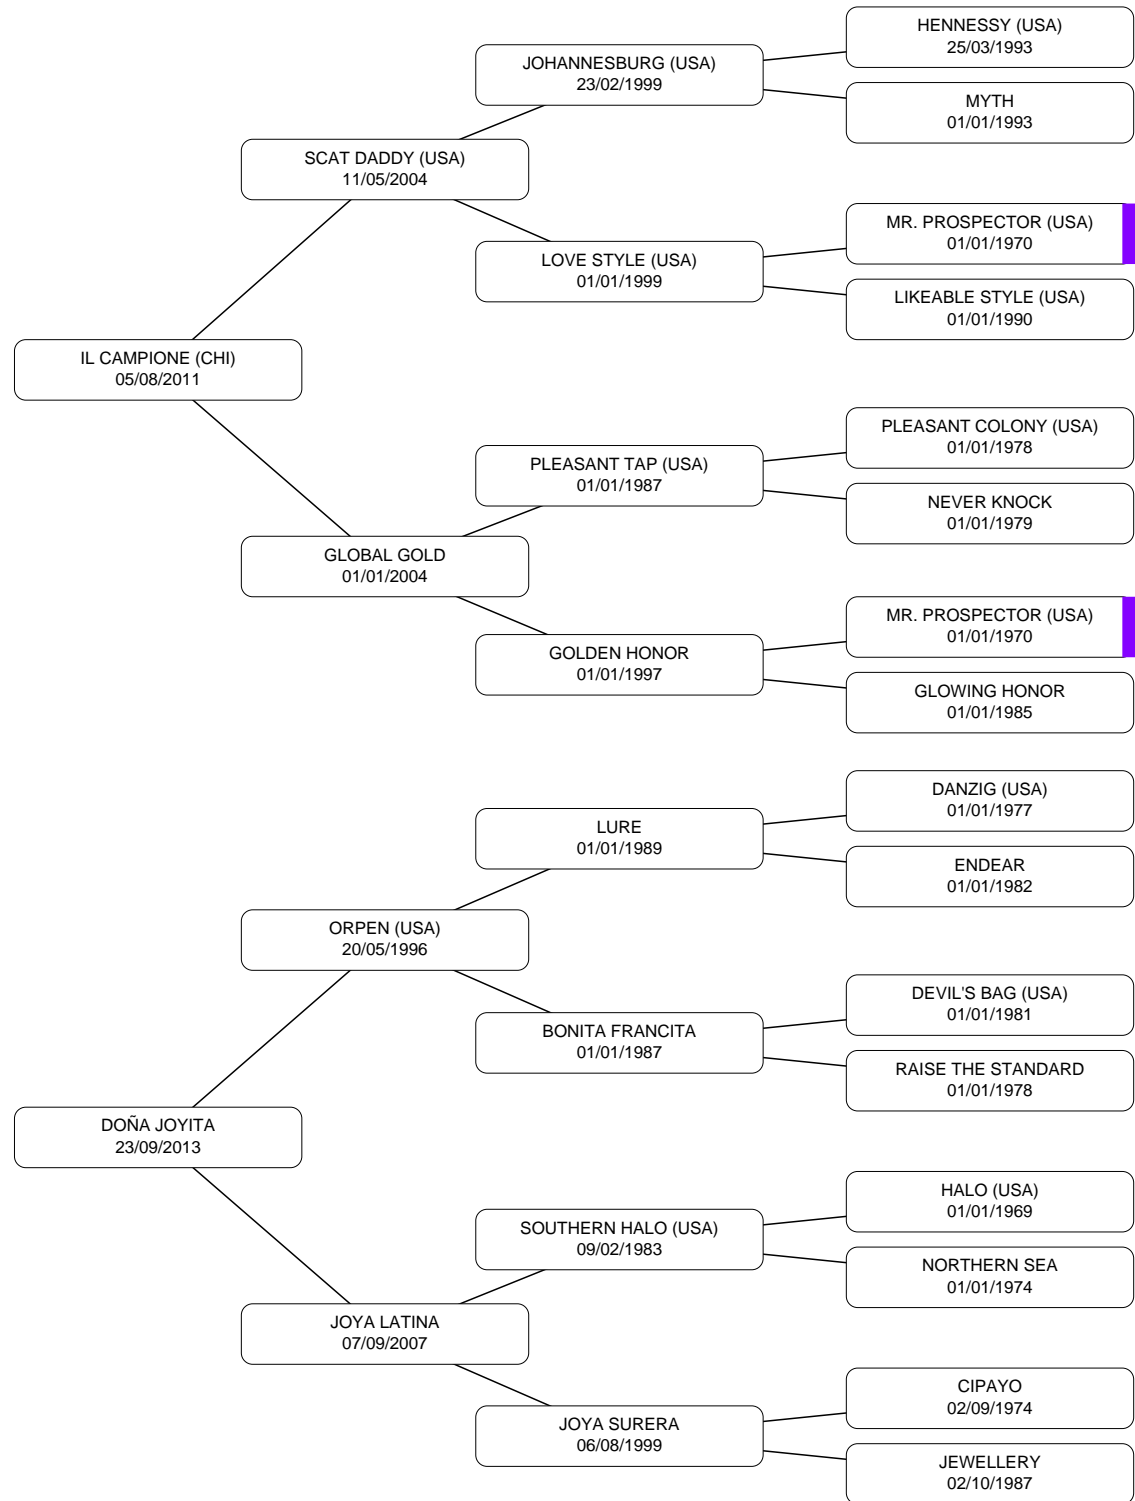 HENNESSY (USA)
25/03/1993
JOHANNESBURG (USA)
23/02/1999
MYTH
01/01/1993
SCAT DADDY (USA)
11/05/2004
MR. PROSPECTOR (USA)
01/01/1970
LOVE STYLE (USA)
01/01/1999
LIKEABLE STYLE (USA)
01/01/1990
IL CAMPIONE (CHI)
05/08/2011
PLEASANT COLONY (USA)
01/01/1978
PLEASANT TAP (USA)
01/01/1987
NEVER KNOCK
01/01/1979
GLOBAL GOLD
01/01/2004
MR. PROSPECTOR (USA)
01/01/1970
GOLDEN HONOR
01/01/1997
GLOWING HONOR
01/01/1985
DANZIG (USA)
01/01/1977
LURE
01/01/1989
ENDEAR
01/01/1982
ORPEN (USA)
20/05/1996
DEVIL'S BAG (USA)
01/01/1981
BONITA FRANCITA
01/01/1987
RAISE THE STANDARD
01/01/1978
DOÑA JOYITA
23/09/2013
HALO (USA)
01/01/1969
SOUTHERN HALO (USA)
09/02/1983
NORTHERN SEA
01/01/1974
JOYA LATINA
07/09/2007
CIPAYO
02/09/1974
JOYA SURERA
06/08/1999
JEWELLERY
02/10/1987